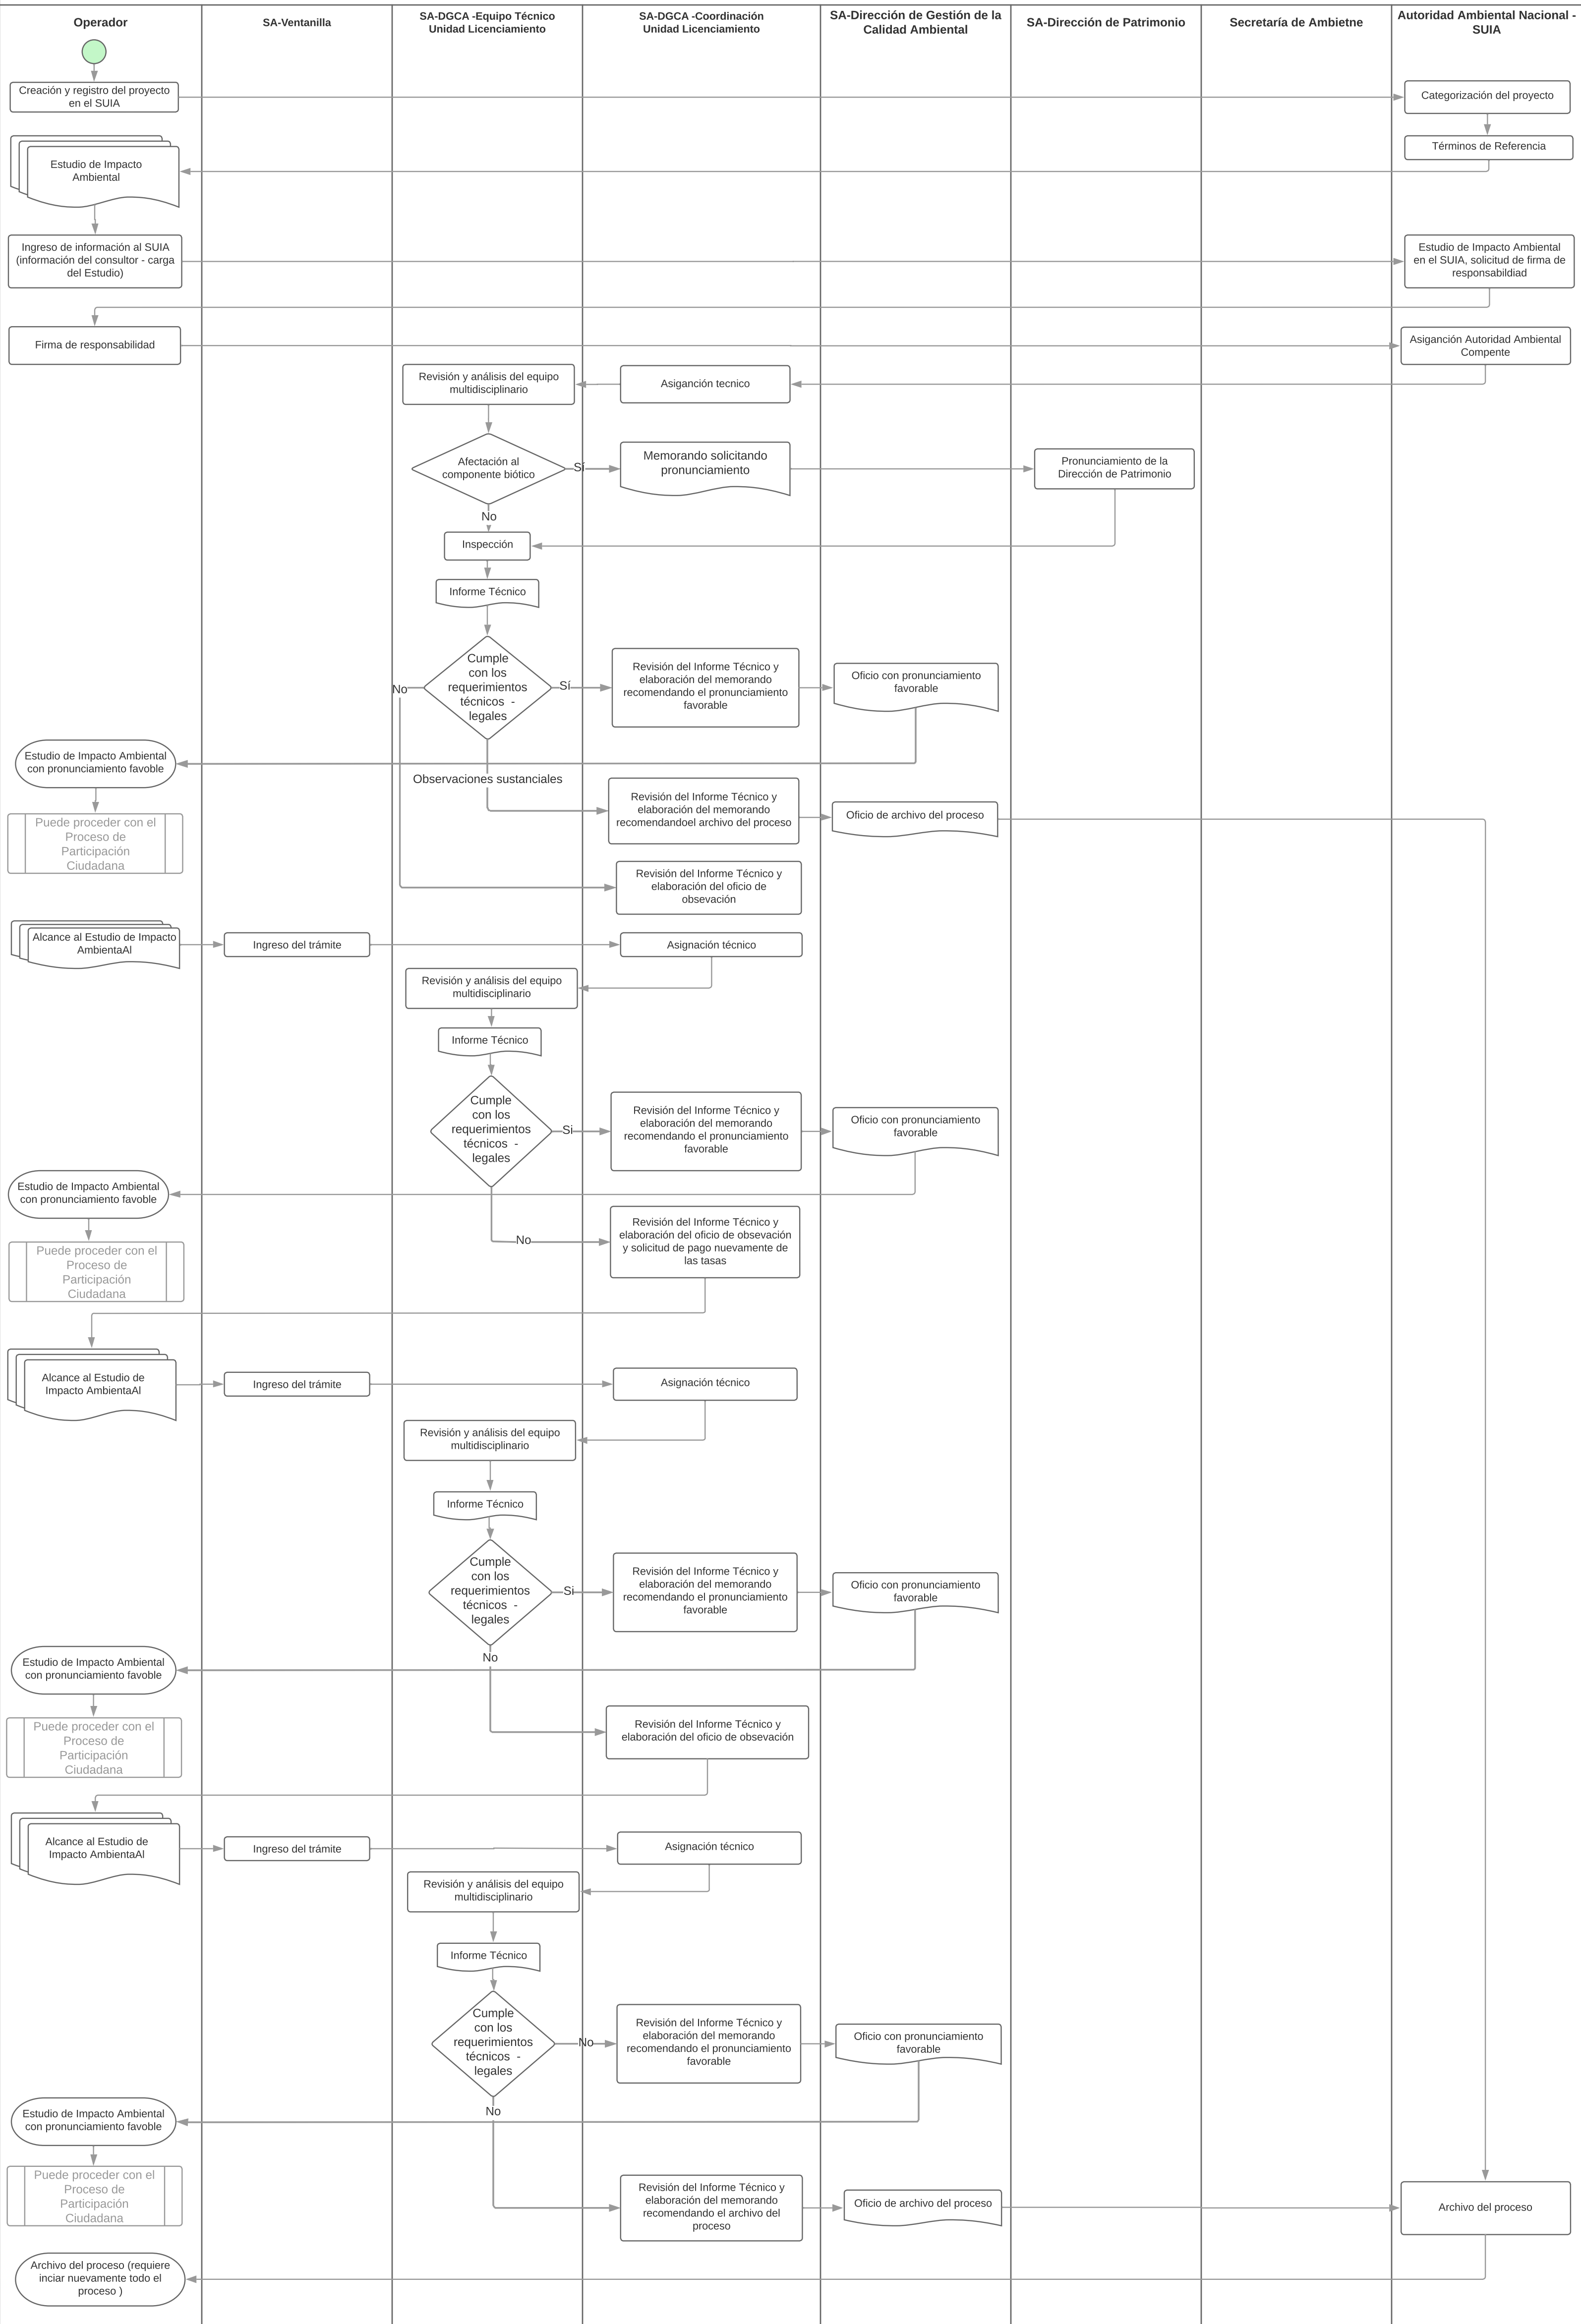 Operador
SA-Ventanilla
SA-DGCA -Equipo Técnico
Unidad Licenciamiento
SA-DGCA -Coordinación
Unidad Licenciamiento
SA-Dirección de Gestión de la
Calidad Ambiental
SA-Dirección de Patrimonio
Secretaría de Ambietne
Autoridad Ambiental Nacional -
SUIA
Creación y registro del proyecto
en el SUIA
Categorización del proyecto
Términos de Referencia
Estudio de Impacto
Ambiental
Ingreso de información al SUIA
(información del consultor - carga
del Estudio)
Estudio de Impacto Ambiental
en el SUIA, solicitud de firma de
responsabildiad
Firma de responsabilidad
Asigancióń Autoridad Ambiental
Compente
Asigancióń tecnico
Revisión y análisis del equipo
multidisciplinario
Afectación al
componente biótico
Sí
Memorando solicitando
pronunciamiento
Pronunciamiento de la
Dirección de Patrimonio
No
Inspección
Informe Técnico
Cumple
con los
requerimientos
técnicos -
legales
No
Sí
Revisión del Informe Técnico y
elaboración del memorando
recomendando el pronunciamiento
favorable
Oficio con pronunciamiento
favorable
Estudio de Impacto Ambiental
con pronunciamiento favoble
Observaciones sustanciales
Revisión del Informe Técnico y
elaboración del memorando
recomendandoel archivo del proceso
Oficio de archivo del proceso
Puede proceder con el
Proceso de
Participación
Ciudadana
Revisión del Informe Técnico y
elaboración del oficio de
obsevación
Alcance al Estudio de Impacto
AmbientaAl
Ingreso del trámite
Asignación técnico
Revisión y análisis del equipo
multidisciplinario
Informe Técnico
Cumple
con los
requerimientos
técnicos -
legales
Si
Revisión del Informe Técnico y
elaboración del memorando
recomendando el pronunciamiento
favorable
Oficio con pronunciamiento
favorable
Estudio de Impacto Ambiental
con pronunciamiento favoble
No
Revisión del Informe Técnico y
elaboración del oficio de obsevación
y solicitud de pago nuevamente de
las tasas
Puede proceder con el
Proceso de
Participación
Ciudadana
Alcance al Estudio de
Impacto AmbientaAl
Ingreso del trámite
Asignación técnico
Revisión y análisis del equipo
multidisciplinario
Informe Técnico
Cumple
con los
requerimientos
técnicos -
legales
Si
Revisión del Informe Técnico y
elaboración del memorando
recomendando el pronunciamiento
favorable
Oficio con pronunciamiento
favorable
No
Estudio de Impacto Ambiental
con pronunciamiento favoble
Revisión del Informe Técnico y
elaboración del oficio de obsevación
Puede proceder con el
Proceso de
Participación
Ciudadana
Alcance al Estudio de
Impacto AmbientaAl
Ingreso del trámite
Asignación técnico
Revisión y análisis del equipo
multidisciplinario
Informe Técnico
Cumple
con los
requerimientos
técnicos -
legales
No
Revisión del Informe Técnico y
elaboración del memorando
recomendando el pronunciamiento
favorable
Oficio con pronunciamiento
favorable
No
Estudio de Impacto Ambiental
con pronunciamiento favoble
Puede proceder con el
Proceso de
Participación
Ciudadana
Revisión del Informe Técnico y
elaboración del memorando
recomendando el archivo del
proceso
Oficio de archivo del proceso
Archivo del proceso
Archivo del proceso (requiere
inciar nuevamente todo el
proceso )